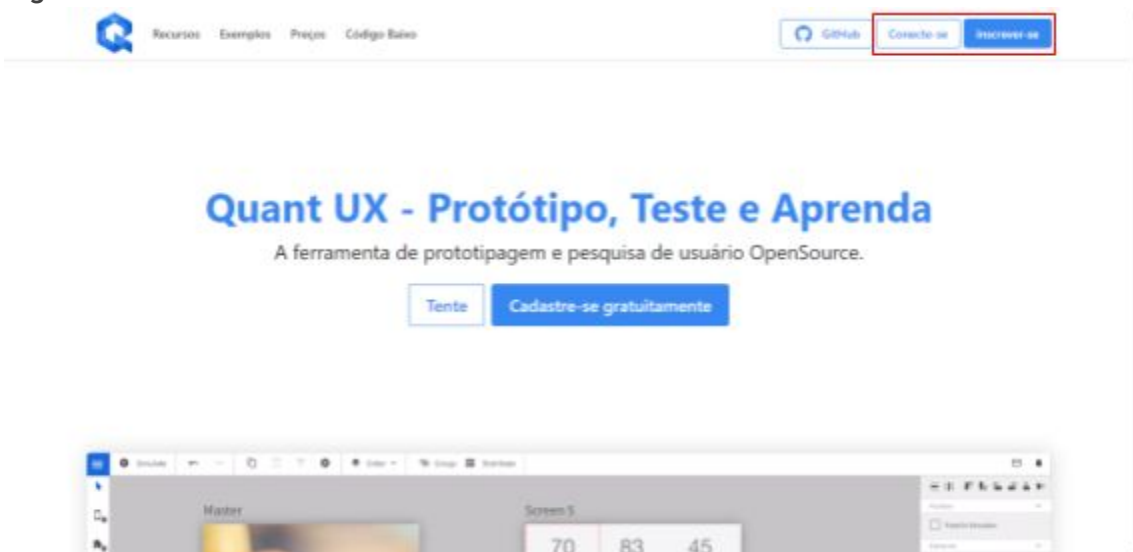 Recursos Exemplos Preços Código Baixo GitHub Conecte-se Inscrever-se
Quant UX - Protótipo, Teste e Aprenda
A ferramenta de prototipagem e pesquisa de usuário OpenSource.
Tente Cadastre-se gratuitamente
Simulate
Master Screen S
70 83 45